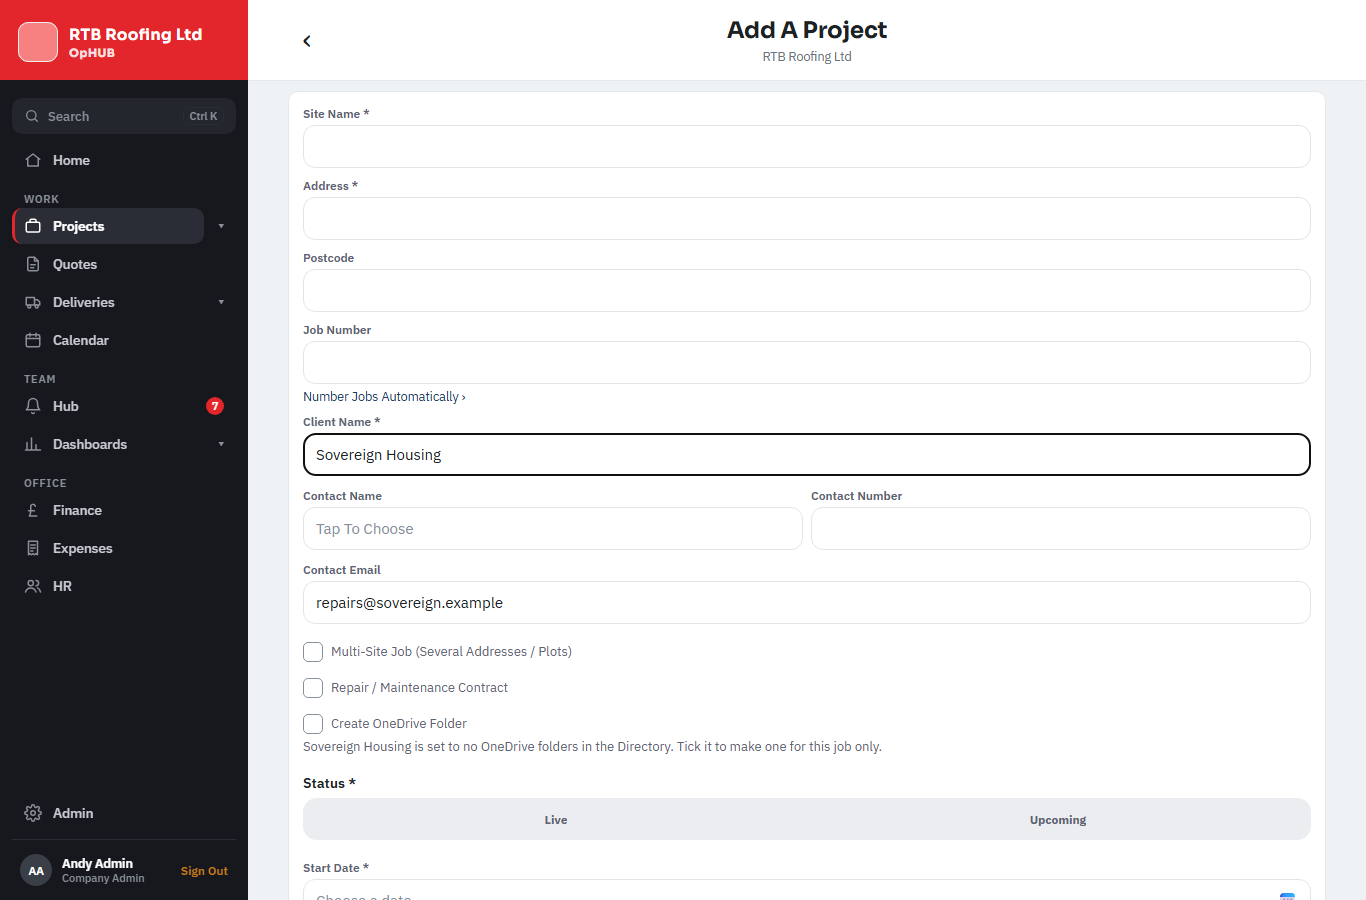 RTB Roofing Ltd
OpHUB
Search
Ctrl K
Home
WORK
Projects
Quotes
Deliveries
Calendar
TEAM
Hub
7
Dashboards
OFFICE
Finance
Expenses
HR
Admin
AA
Andy Admin
Company Admin
Sign Out
Add A Project
RTB Roofing Ltd
Site Name *
Address *
Postcode
Job Number
Number Jobs Automatically ›
Client Name *
Sovereign Housing
Contact Name
Contact Number
Tap To Choose
Contact Email
repairs@sovereign.example
Multi-Site Job (Several Addresses / Plots)
Repair / Maintenance Contract
Create OneDrive Folder
Sovereign Housing is set to no OneDrive folders in the Directory. Tick it to make one for this job only.
Status *
Live
Upcoming
Start Date *
Choose a date